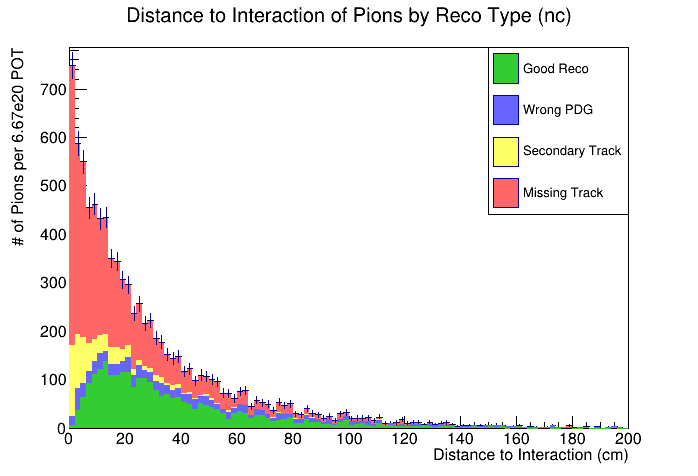 Distance to Interaction of Pions by Reco Type (nc)
# of Pions per 6.67e20 POT
700
600
500
400
300
200
100
0
Good Reco
Wrong PDG
Secondary Track
Missing Track
0 20 40 60 80 100 120 140 160 180 200
Distance to Interaction (cm)